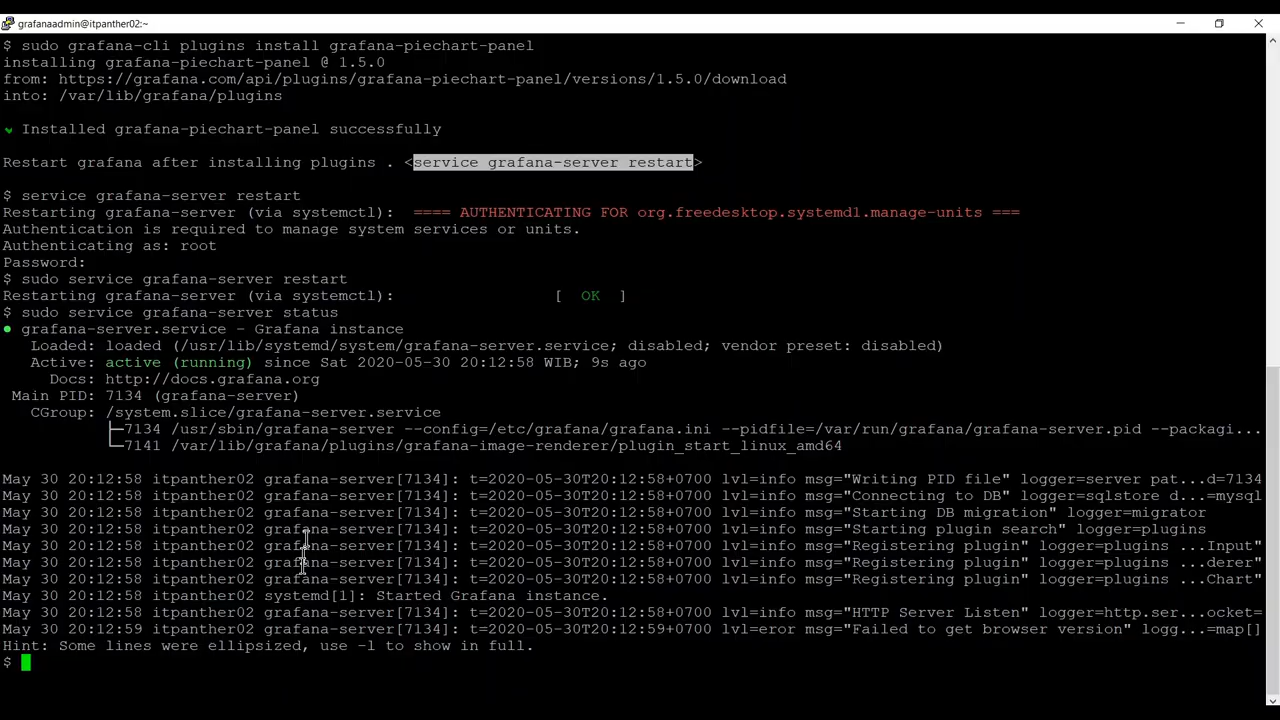 grafanaadmin@itpanther02:~
$ sudo grafana-cli plugins install grafana-piechart-panel
installing grafana-piechart-panel @ 1.5.0
from: https://grafana.com/api/plugins/grafana-piechart-panel/versions/1.5.0/download
into: /var/lib/grafana/plugins
Installed grafana-piechart-panel successfully
Restart grafana after installing plugins . <service grafana-server restart>
$ service grafana-server restart
Restarting grafana-server (via systemctl):  ==== AUTHENTICATING FOR org.freedesktop.systemd1.manage-units ===
Authentication is required to manage system services or units.
Authenticating as: root
Password:
$ sudo service grafana-server restart
Restarting grafana-server (via systemctl):                 [  OK  ]
$ sudo service grafana-server status
● grafana-server.service - Grafana instance
Loaded: loaded (/usr/lib/systemd/system/grafana-server.service; disabled; vendor preset: disabled)
Active: active (running) since Sat 2020-05-30 20:12:58 WIB; 9s ago
Docs: http://docs.grafana.org
Main PID: 7134 (grafana-server)
CGroup: /system.slice/grafana-server.service
├─7134 /usr/sbin/grafana-server --config=/etc/grafana/grafana.ini --pidfile=/var/run/grafana/grafana-server.pid --packagi...
└─7141 /var/lib/grafana/plugins/grafana-image-renderer/plugin_start_linux_amd64
May 30 20:12:58 itpanther02 grafana-server[7134]: t=2020-05-30T20:12:58+0700 lvl=info msg="Writing PID file" logger=server pat...d=7134
May 30 20:12:58 itpanther02 grafana-server[7134]: t=2020-05-30T20:12:58+0700 lvl=info msg="Connecting to DB" logger=sqlstore d...=mysql
May 30 20:12:58 itpanther02 grafana-server[7134]: t=2020-05-30T20:12:58+0700 lvl=info msg="Starting DB migration" logger=migrator
May 30 20:12:58 itpanther02 grafana-server[7134]: t=2020-05-30T20:12:58+0700 lvl=info msg="Starting plugin search" logger=plugins
May 30 20:12:58 itpanther02 grafana-server[7134]: t=2020-05-30T20:12:58+0700 lvl=info msg="Registering plugin" logger=plugins ...Input"
May 30 20:12:58 itpanther02 grafana-server[7134]: t=2020-05-30T20:12:58+0700 lvl=info msg="Registering plugin" logger=plugins ...derer"
May 30 20:12:58 itpanther02 grafana-server[7134]: t=2020-05-30T20:12:58+0700 lvl=info msg="Registering plugin" logger=plugins ...Chart"
May 30 20:12:58 itpanther02 systemd[1]: Started Grafana instance.
May 30 20:12:58 itpanther02 grafana-server[7134]: t=2020-05-30T20:12:58+0700 lvl=info msg="HTTP Server Listen" logger=http.ser...ocket=
May 30 20:12:59 itpanther02 grafana-server[7134]: t=2020-05-30T20:12:59+0700 lvl=eror msg="Failed to get browser version" logg...=map[]
Hint: Some lines were ellipsized, use -l to show in full.
$